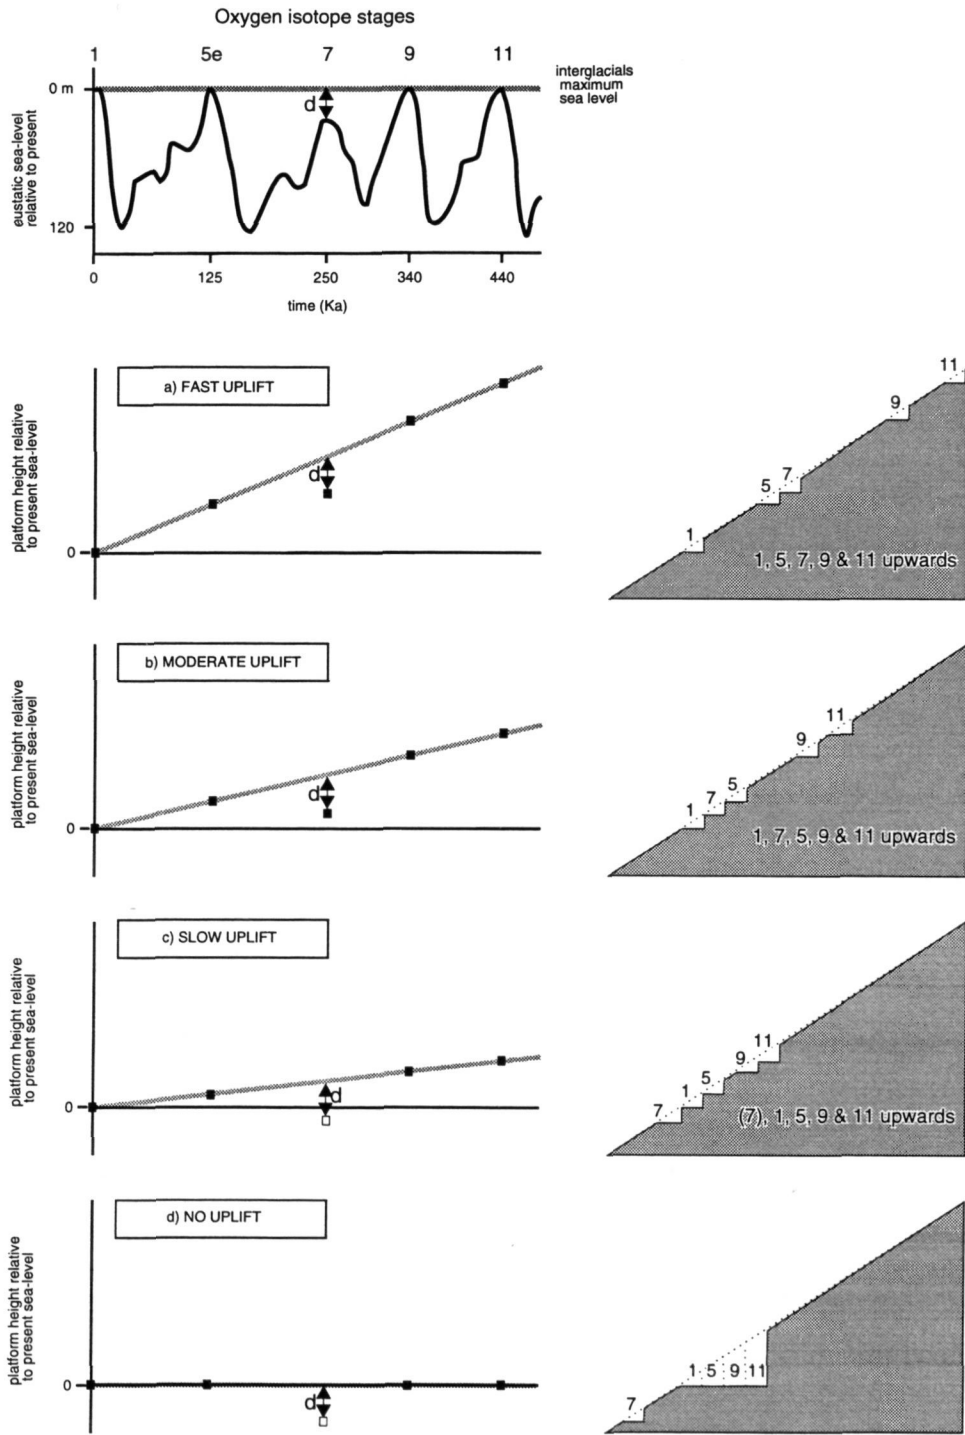 Oxygen isotope stages
1 5e 7 9 11
interglacials
maximum
sea level
0 m
d
eustatic sea-level
relative to present
120
0 125 250 340 440
time (Ka)
a) FAST UPLIFT
platform height relative
to present sea-level
d
0
11
9
7
5
1
1, 5, 7, 9 & 11 upwards
b) MODERATE UPLIFT
platform height relative
to present sea-level
d
0
11
9
5
7
1
1, 7, 5, 9 & 11 upwards
c) SLOW UPLIFT
platform height relative
to present sea-level
d
0
11
9
5
1
7
(7), 1, 5, 9 & 11 upwards
d) NO UPLIFT
platform height relative
to present sea-level
0
d
1 5 9 11
7